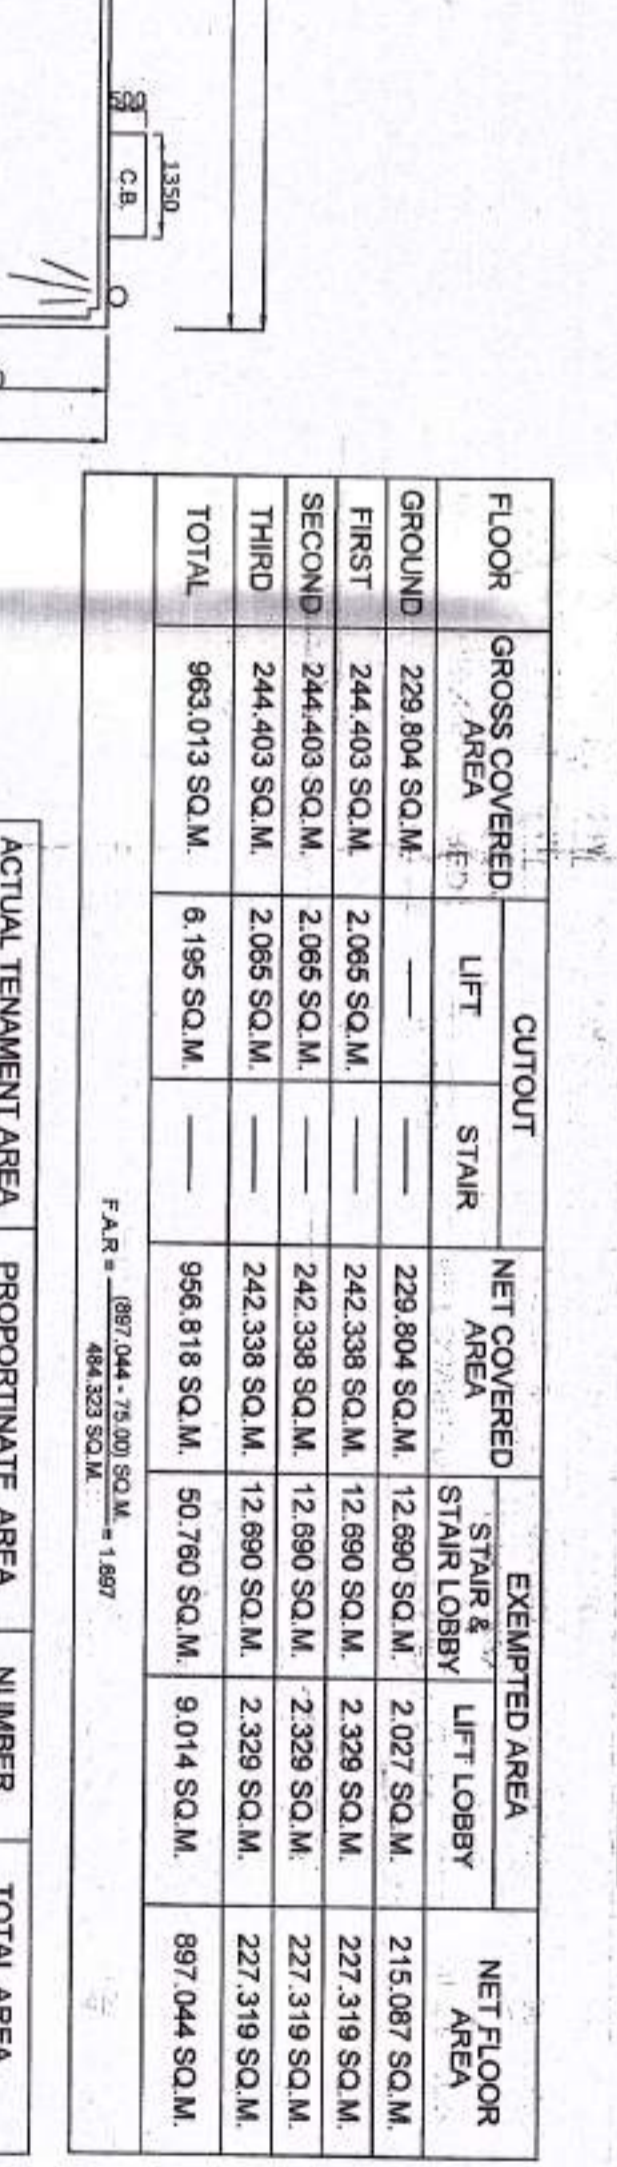 1350
C.B.
FLOOR GROSS COVERED AREA CUTOUT NET COVERED AREA EXEMPTED AREA NET FLOOR AREA
LIFT STAIR STAIR & STAIR LOBBY LIFT LOBBY
GROUND 229.804 SQ.M. — — 229.804 SQ.M. 12.690 SQ.M. 2.027 SQ.M. 215.087 SQ.M.
FIRST 244.403 SQ.M. 2.065 SQ.M. — 242.338 SQ.M. 12.690 SQ.M. 2.329 SQ.M. 227.319 SQ.M.
SECOND 244.403 SQ.M. 2.065 SQ.M. — 242.338 SQ.M. 12.690 SQ.M. 2.329 SQ.M. 227.319 SQ.M.
THIRD 244.403 SQ.M. 2.065 SQ.M. — 242.338 SQ.M. 12.690 SQ.M. 2.329 SQ.M. 227.319 SQ.M.
TOTAL 963.013 SQ.M. 6.195 SQ.M. — 956.818 SQ.M. 50.760 SQ.M. 9.014 SQ.M. 897.044 SQ.M.
F.A.R = (897.044 - 75.00) SQ.M. / 484.323 SQ.M. = 1.697
ACTUAL TENAMENT AREA PROPORTINATE AREA NUMBER TOTAL AREA